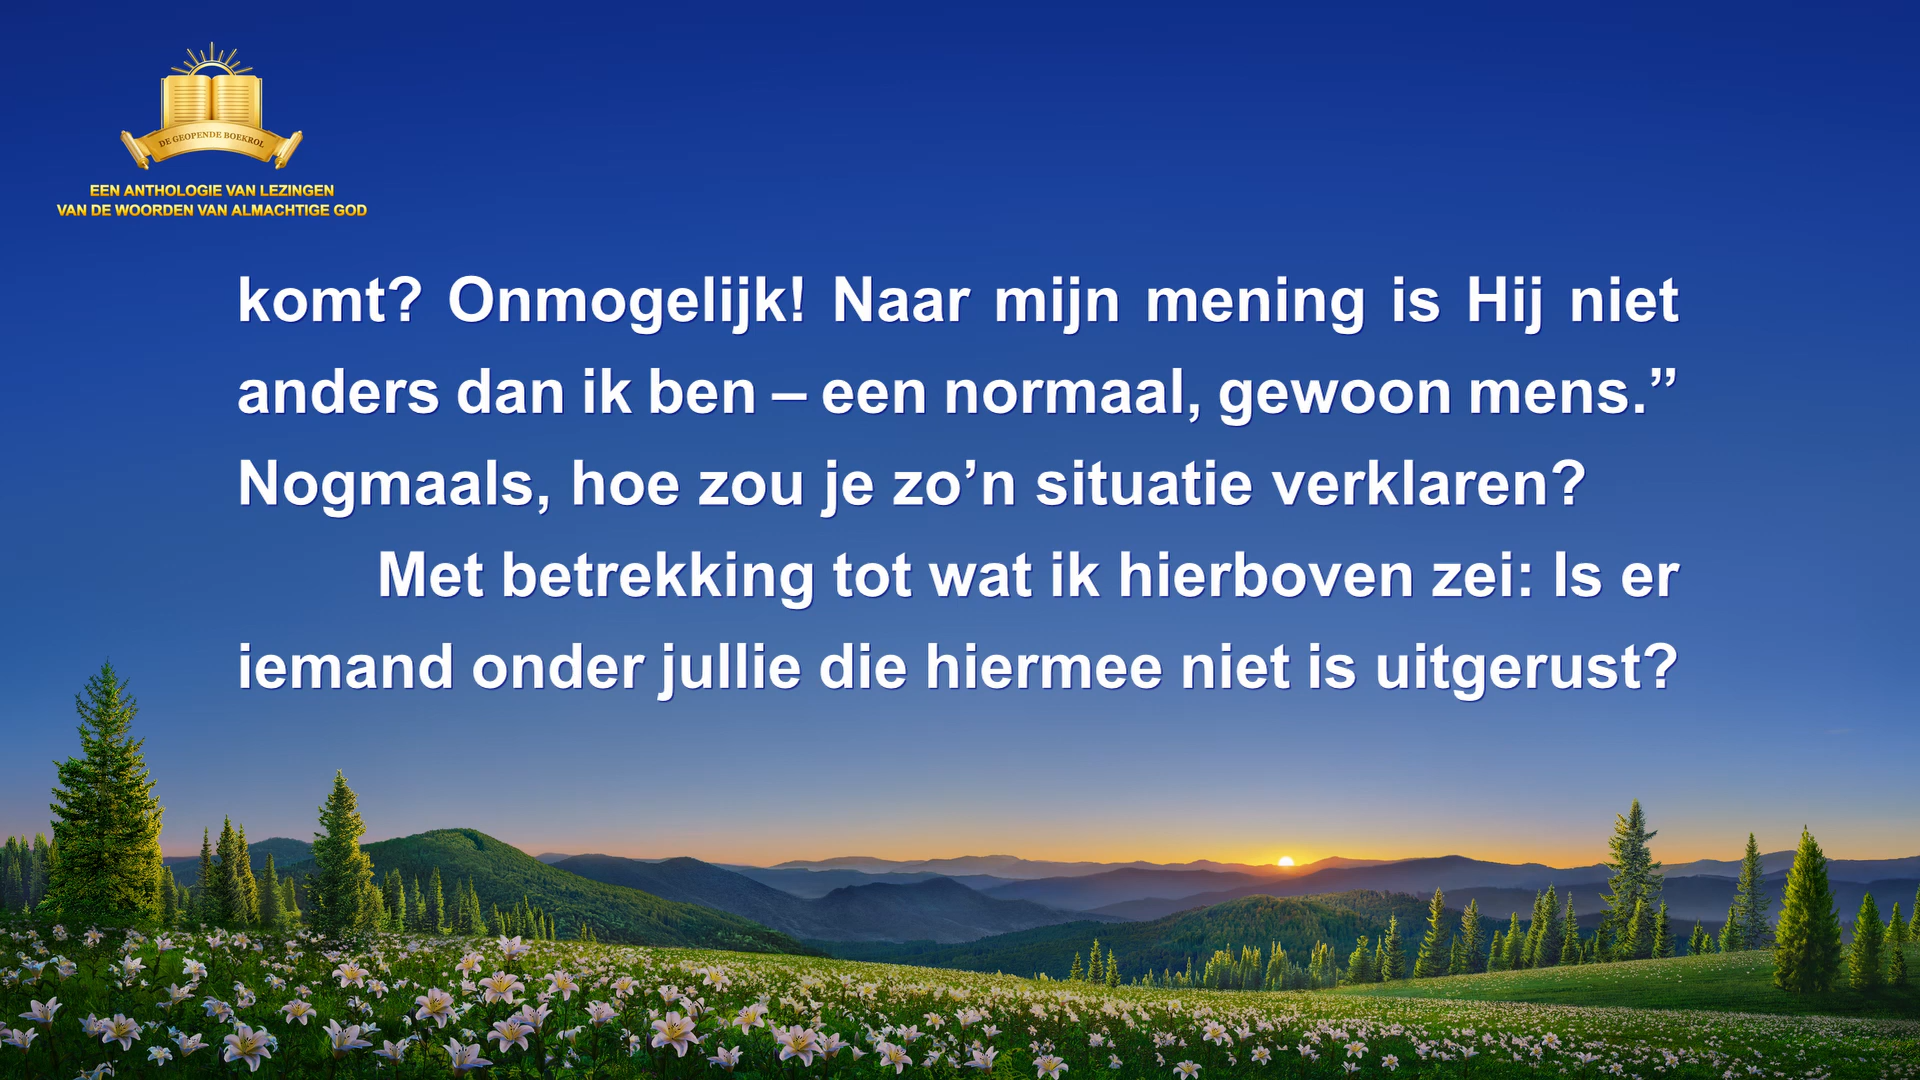 DE GEOPENDE BOEKROL
EEN ANTHOLOGIE VAN LEZINGEN
VAN DE WOORDEN VAN ALMACHTIGE GOD
komt? Onmogelijk! Naar mijn mening is Hij niet
anders dan ik ben – een normaal, gewoon mens.”
Nogmaals, hoe zou je zo’n situatie verklaren?
Met betrekking tot wat ik hierboven zei: Is er
iemand onder jullie die hiermee niet is uitgerust?